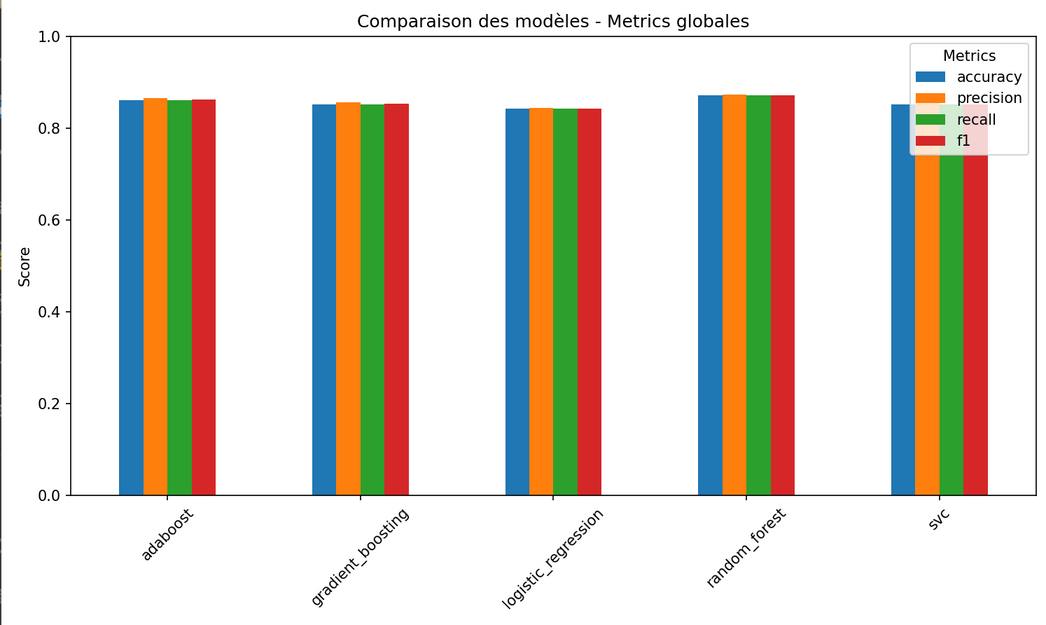 Comparaison des modèles - Metrics globales
Metrics
accuracy
precision
recall
f1
Score
1.0
0.8
0.6
0.4
0.2
0.0
adaboost
gradient_boosting
logistic_regression
random_forest
svc